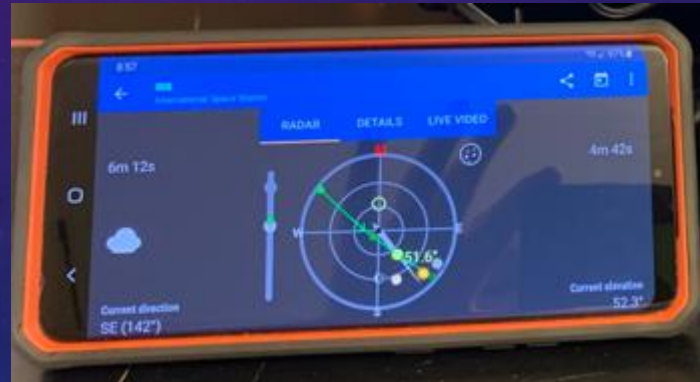 8:57
97%
International Space Station
RADAR DETAILS LIVE VIDEO
6m 12s
4m 42s
N
W
E
51.6°
S
Current direction
SE (142°)
Current elevation
52.3°